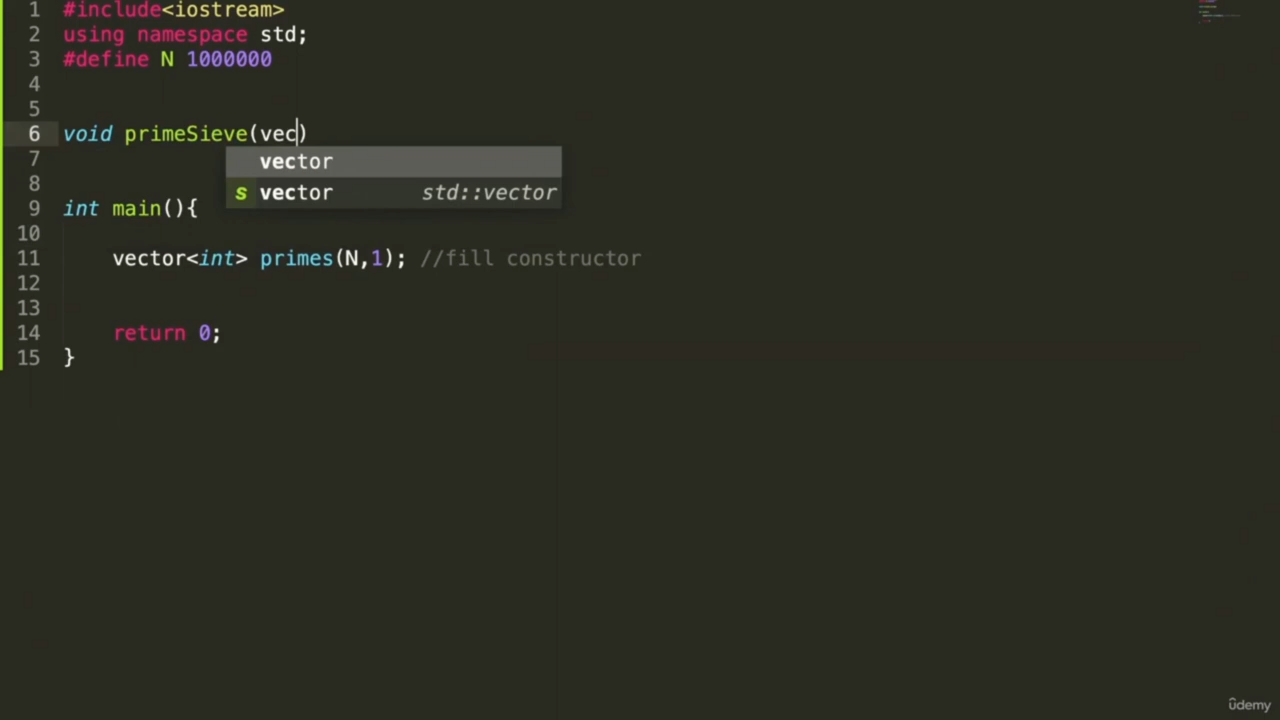 1 #include<iostream>
2 using namespace std;
3 #define N 1000000
4
5
6 void primeSieve(vec)
7 vector
8 s vector std::vector
9 int main(){
10
11 vector<int> primes(N,1); //fill constructor
12
13
14 return 0;
15 }
ûdemy